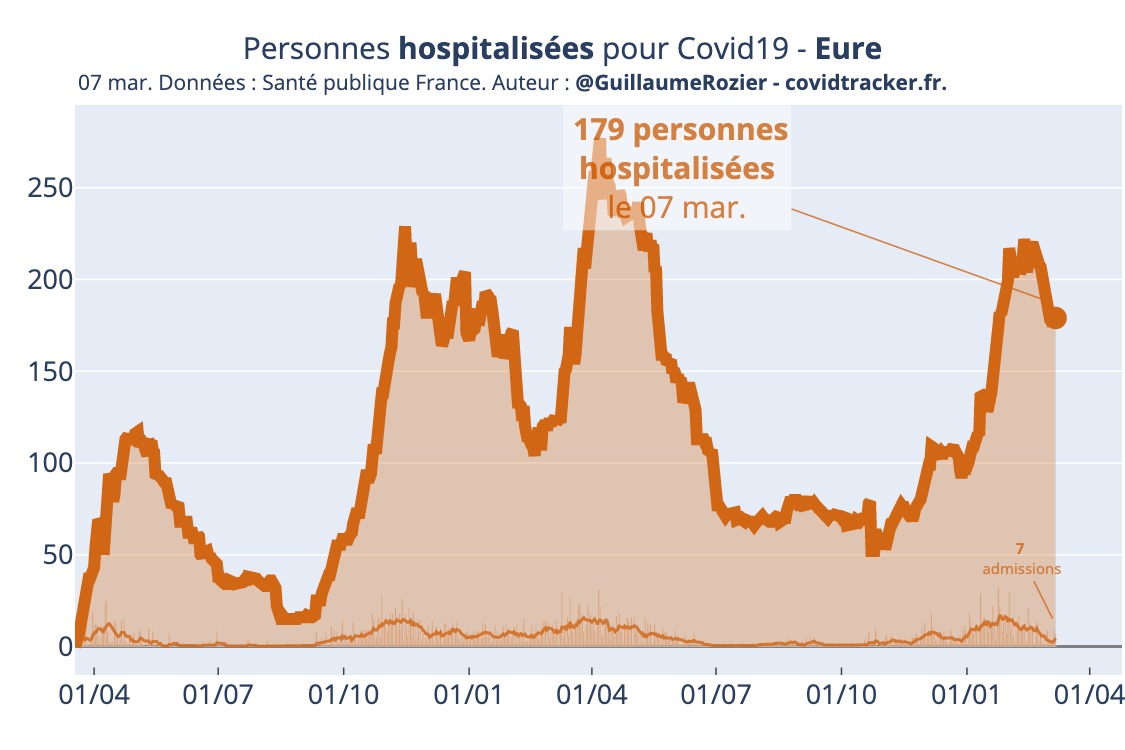 Personnes hospitalisées pour Covid19 - Eure
07 mar. Données : Santé publique France. Auteur : @GuillaumeRozier - covidtracker.fr.
179 personnes
hospitalisées
le 07 mar.
250
200
150
100
50
0
7
admissions
01/04 01/07 01/10 01/01 01/04 01/07 01/10 01/01 01/04